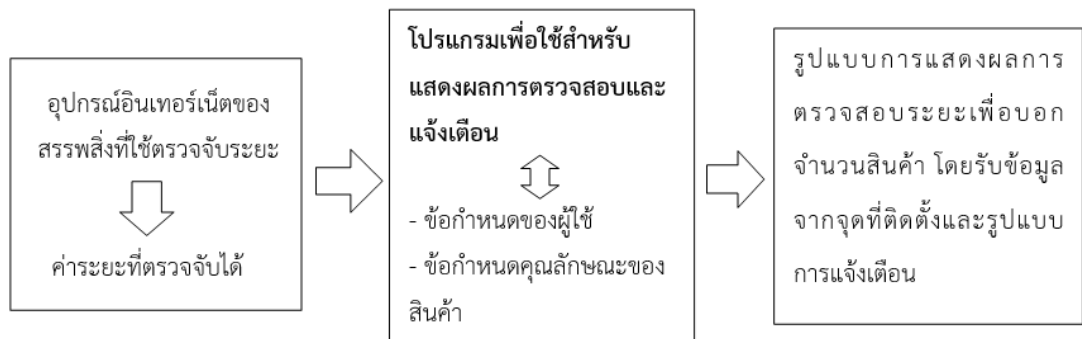 อุปกรณ์อินเทอร์เน็ตของ
สรรพสิ่งที่ใช้ตรวจจับระยะ
ค่าระยะที่ตรวจจับได้
โปรแกรมเพื่อใช้สำหรับ
แสดงผลการตรวจสอบและ
แจ้งเตือน
- ข้อกำหนดของผู้ใช้
- ข้อกำหนดคุณลักษณะของ
สินค้า
รูปแบบการแสดงผลการ
ตรวจสอบระยะเพื่อบอก
จำนวนสินค้า โดยรับข้อมูล
จากจุดที่ติดตั้งและรูปแบบ
การแจ้งเตือน